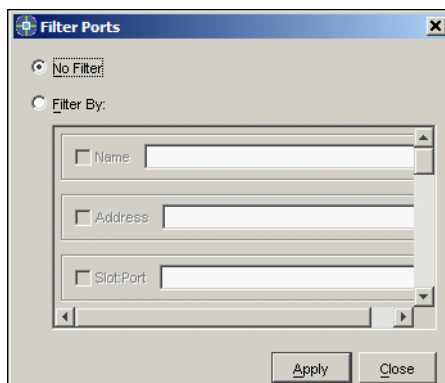 Filter Ports
No Filter
Filter By:
Name
Address
Slot:Port
Apply
Close